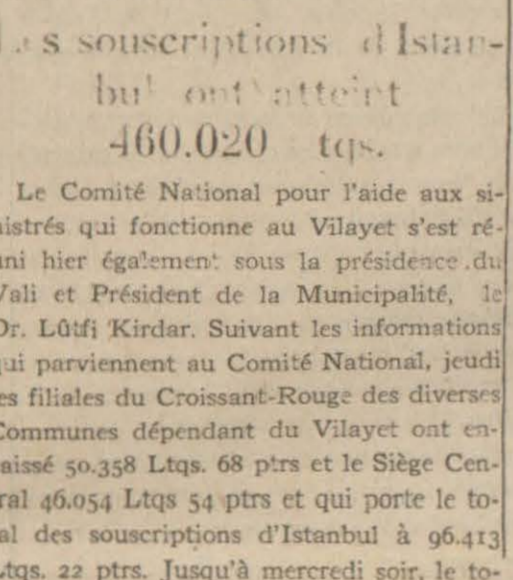 s souscriptions d'Istan-
bul ont atteint
460.020 tqs.
Le Comité National pour l'aide aux si-
nistrés qui fonctionne au Vilayet s'est ré-
uni hier également sous la présidence du
Vali et Président de la Municipalité, le
Dr. Lûtfi Kirdar. Suivant les informations
qui parviennent au Comité National, jeudi
es filiales du Croissant-Rouge des diverses
Communes dépendant du Vilayet ont en-
aissé 50.358 Ltqs. 68 ptrs et le Siège Cen-
ral 46.054 Ltqs 54 ptrs et qui porte le to-
al des souscriptions d'Istanbul à 96.413
Ltqs. 22 ptrs. Jusqu'à mercredi soir, le to-